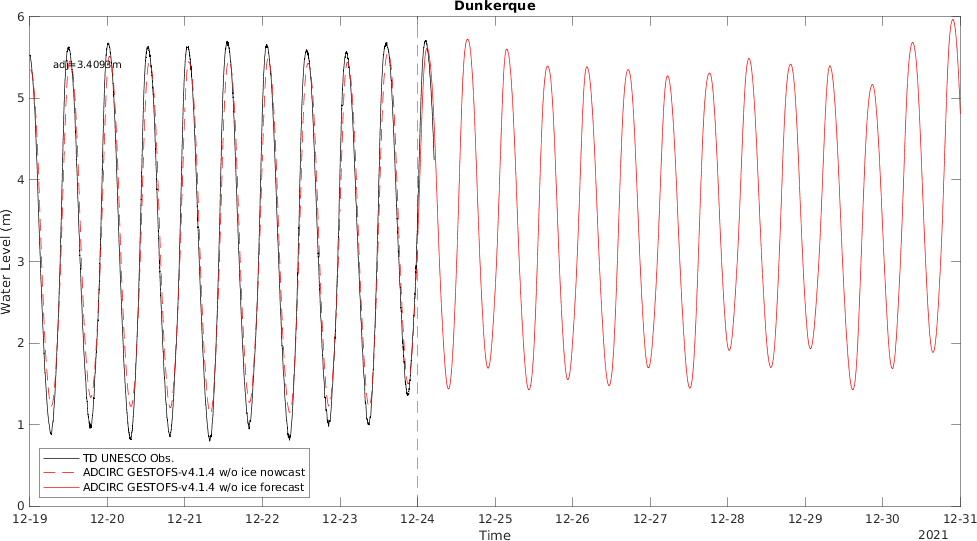 Dunkerque
6
5
4
3
2
1
0
Water Level (m)
adj=3.4093m
TD UNESCO Obs.
ADCIRC GESTOFS-v4.1.4 w/o ice nowcast
ADCIRC GESTOFS-v4.1.4 w/o ice forecast
12-19 12-20 12-21 12-22 12-23 12-24 12-25 12-26 12-27 12-28 12-29 12-30 12-31
Time
2021